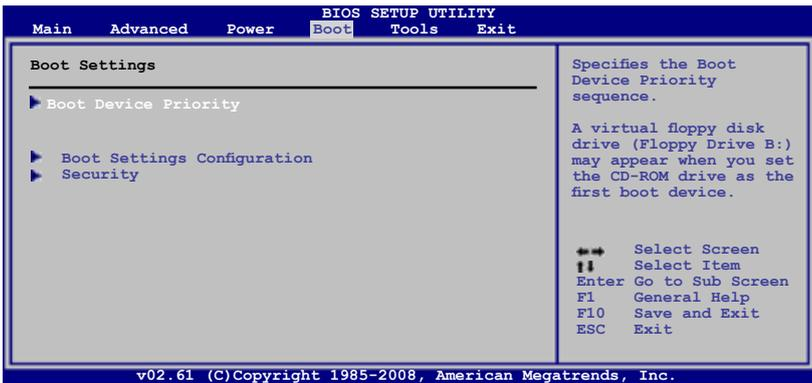 BIOS SETUP UTILITY
Main Advanced Power Boot Tools Exit
Boot Settings
Boot Device Priority
Boot Settings Configuration
Security
Specifies the Boot
Device Priority
sequence.
A virtual floppy disk
drive (Floppy Drive B:)
may appear when you set
the CD-ROM drive as the
first boot device.
←→ Select Screen
↑↓ Select Item
Enter Go to Sub Screen
F1 General Help
F10 Save and Exit
ESC Exit
v02.61 (C)Copyright 1985-2008, American Megatrends, Inc.